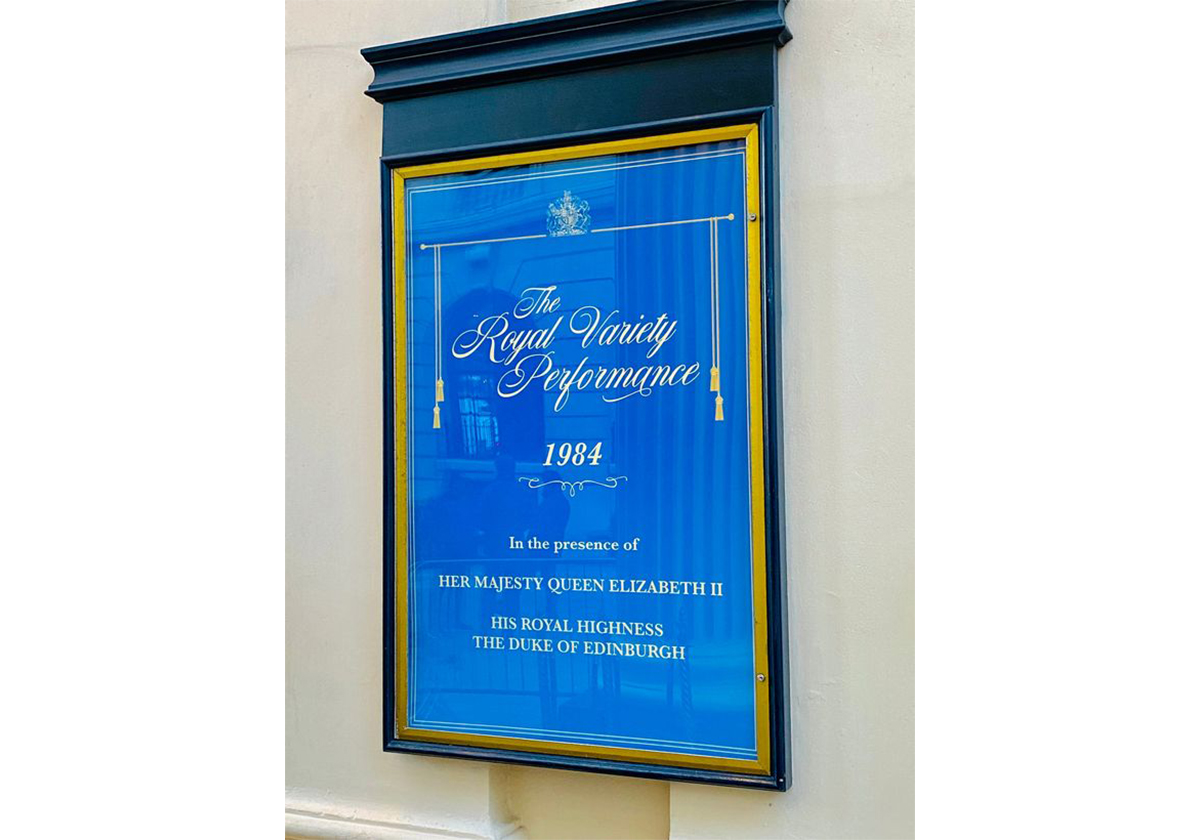 The
Royal Variety
Performance
1984
In the presence of
HER MAJESTY QUEEN ELIZABETH II
HIS ROYAL HIGHNESS
THE DUKE OF EDINBURGH